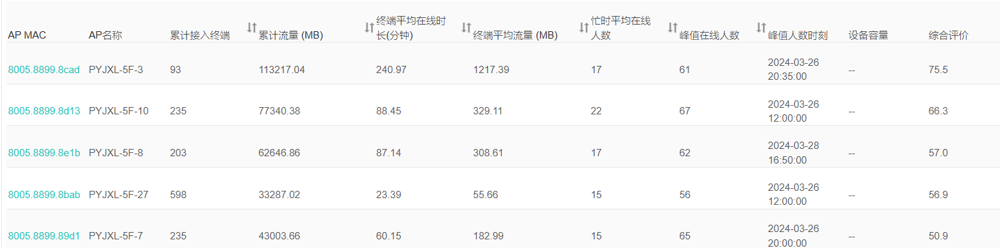 AP MAC AP名称 累计接入终端 累计流量 (MB) 终端平均在线时长(分钟) 终端平均流量 (MB) 忙时平均在线人数 峰值在线人数 峰值人数时刻 设备容量 综合评价
8005.8899.8cad PYJXL-5F-3 93 113217.04 240.97 1217.39 17 61 2024-03-26 20:35:00 -- 75.5
8005.8899.8d13 PYJXL-5F-10 235 77340.38 88.45 329.11 22 67 2024-03-26 12:00:00 -- 66.3
8005.8899.8e1b PYJXL-5F-8 203 62646.86 87.14 308.61 17 62 2024-03-28 16:50:00 -- 57.0
8005.8899.8bab PYJXL-5F-27 598 33287.02 23.39 55.66 15 56 2024-03-26 12:00:00 -- 56.9
8005.8899.89d1 PYJXL-5F-7 235 43003.66 60.15 182.99 15 65 2024-03-26 20:00:00 -- 50.9